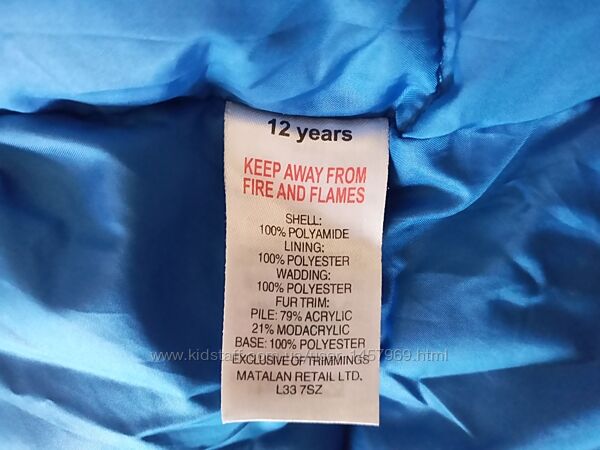 12 years
KEEP AWAY FROM
FIRE AND FLAMES
SHELL:
100% POLYAMIDE
LINING:
100% POLYESTER
WADDING:
100% POLYESTER
FUR TRIM:
PILE: 79% ACRYLIC
21% MODACRYLIC
BASE: 100% POLYESTER
EXCLUSIVE OF TRIMMINGS
MATALAN RETAIL LTD.
L33 7SZ